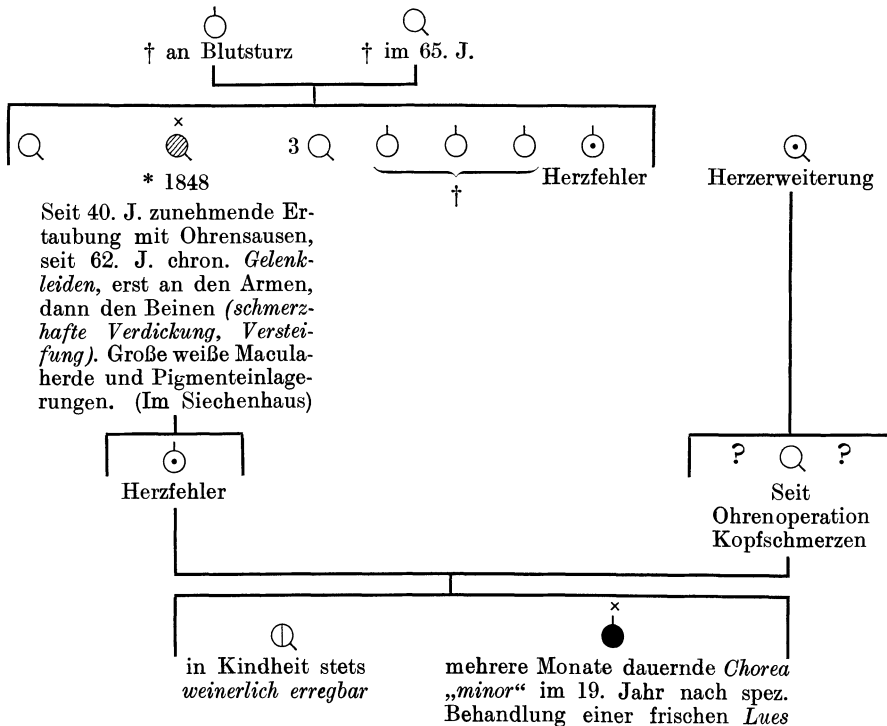 † an Blutsturz † im 65. J.
×
3
* 1848
†
Herzfehler
Herzerweiterung
Seit 40. J. zunehmende Er-
taubung mit Ohrensausen,
seit 62. J. chron. Gelenk-
leiden, erst an den Armen,
dann den Beinen (schmerz-
hafte Verdickung, Verstei-
fung). Große weiße Macula-
herde und Pigmenteinlage-
rungen. (Im Siechenhaus)
Herzfehler
? ?
Seit
Ohrenoperation
Kopfschmerzen
in Kindheit stets
weinerlich erregbar
×
mehrere Monate dauernde Chorea
„minor“ im 19. Jahr nach spez.
Behandlung einer frischen Lues